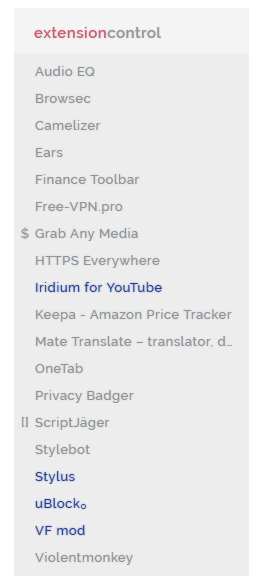 extensioncontrol
Audio EQ
Browsec
Camelizer
Ears
Finance Toolbar
Free-VPN.pro
$ Grab Any Media
HTTPS Everywhere
Iridium for YouTube
Keepa - Amazon Price Tracker
Mate Translate – translator, d...
OneTab
Privacy Badger
[] ScriptJäger
Stylebot
Stylus
uBlock₀
VF mod
Violentmonkey